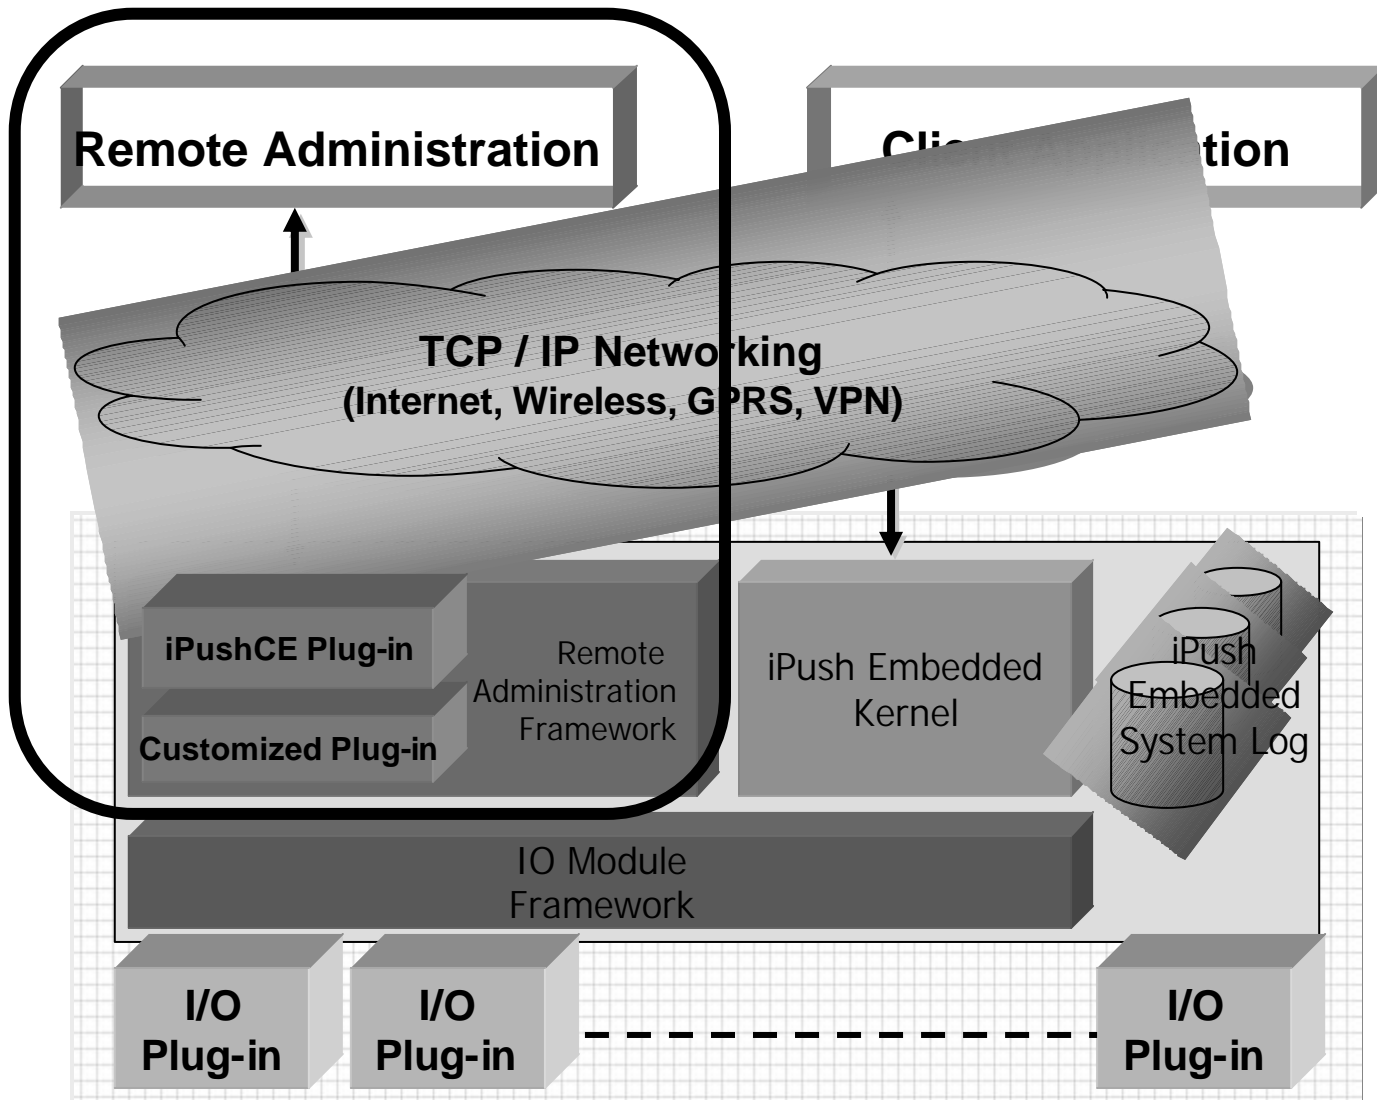 Remote Administration
TCP / IP Networking
(Internet, Wireless, GPRS, VPN)
iPushCE Plug-in
Customized Plug-in
Remote
Administration
Framework
iPush Embedded
Kernel
iPush
Embedded
System Log
IO Module
Framework
I/O
Plug-in
I/O
Plug-in
I/O
Plug-in